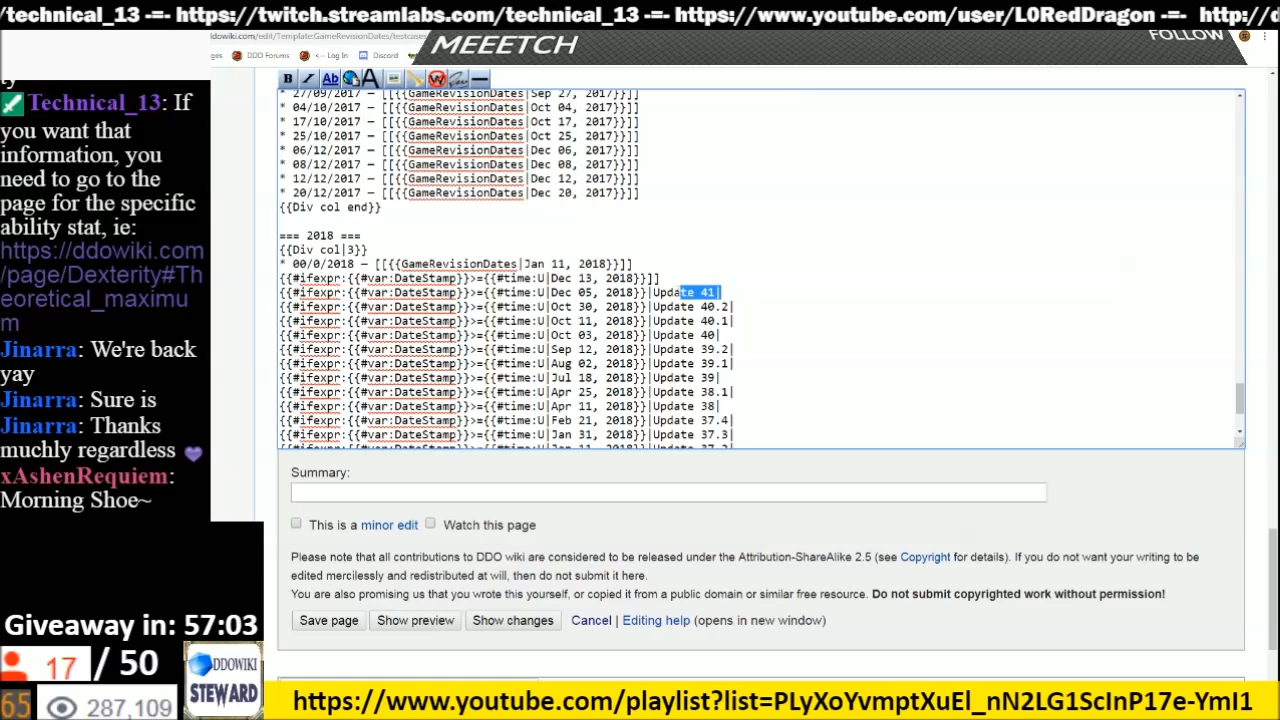 /technical_13 -=- https://twitch.streamlabs.com/technical_13 -=- https://www.youtube.com/user/L0RedDragon -=- http://d
ddowiki.com/edit/Template:GameRevisionDates/testcases
MEEETCH
FOLLOW
ges DDO Forums <-- Log In Discord
ty
Technical_13: If
you want that
information, you
need to go to the
page for the specific
ability stat, ie:
https://ddowiki.com
/page/Dexterity#Th
eoretical_maximu
m
Jinarra: We're back
yay
Jinarra: Sure is
Jinarra: Thanks
muchly regardless
xAshenRequiem:
Morning Shoe~
B I Ab A
* 27/09/2017 – [[{{GameRevisionDates|Sep 27, 2017}}]]
* 04/10/2017 – [[{{GameRevisionDates|Oct 04, 2017}}]]
* 17/10/2017 – [[{{GameRevisionDates|Oct 17, 2017}}]]
* 25/10/2017 – [[{{GameRevisionDates|Oct 25, 2017}}]]
* 06/12/2017 – [[{{GameRevisionDates|Dec 06, 2017}}]]
* 08/12/2017 – [[{{GameRevisionDates|Dec 08, 2017}}]]
* 12/12/2017 – [[{{GameRevisionDates|Dec 12, 2017}}]]
* 20/12/2017 – [[{{GameRevisionDates|Dec 20, 2017}}]]
{{Div col end}}
=== 2018 ===
{{Div col|3}}
* 00/0/2018 – [[{{GameRevisionDates|Jan 11, 2018}}]]
{{#ifexpr:{{#var:DateStamp}}>={{#time:U|Dec 13, 2018}}]]
{{#ifexpr:{{#var:DateStamp}}>={{#time:U|Dec 05, 2018}}|Update 41|
{{#ifexpr:{{#var:DateStamp}}>={{#time:U|Oct 30, 2018}}|Update 40.2|
{{#ifexpr:{{#var:DateStamp}}>={{#time:U|Oct 11, 2018}}|Update 40.1|
{{#ifexpr:{{#var:DateStamp}}>={{#time:U|Oct 03, 2018}}|Update 40|
{{#ifexpr:{{#var:DateStamp}}>={{#time:U|Sep 12, 2018}}|Update 39.2|
{{#ifexpr:{{#var:DateStamp}}>={{#time:U|Aug 02, 2018}}|Update 39.1|
{{#ifexpr:{{#var:DateStamp}}>={{#time:U|Jul 18, 2018}}|Update 39|
{{#ifexpr:{{#var:DateStamp}}>={{#time:U|Apr 25, 2018}}|Update 38.1|
{{#ifexpr:{{#var:DateStamp}}>={{#time:U|Apr 11, 2018}}|Update 38|
{{#ifexpr:{{#var:DateStamp}}>={{#time:U|Feb 21, 2018}}|Update 37.4|
{{#ifexpr:{{#var:DateStamp}}>={{#time:U|Jan 31, 2018}}|Update 37.3|
Summary:
This is a minor edit Watch this page
Please note that all contributions to DDO wiki are considered to be released under the Attribution-ShareAlike 2.5 (see Copyright for details). If you do not want your writing to be
edited mercilessly and redistributed at will, then do not submit it here.
You are also promising us that you wrote this yourself, or copied it from a public domain or similar free resource. Do not submit copyrighted work without permission!
Save page Show preview Show changes Cancel | Editing help (opens in new window)
Giveaway in: 57:03
17 / 50
65 287,109
DDOWIKI
STEWARD
https://www.youtube.com/playlist?list=PLyXoYvmptXuEl_nN2LG1ScInP17e-YmI1